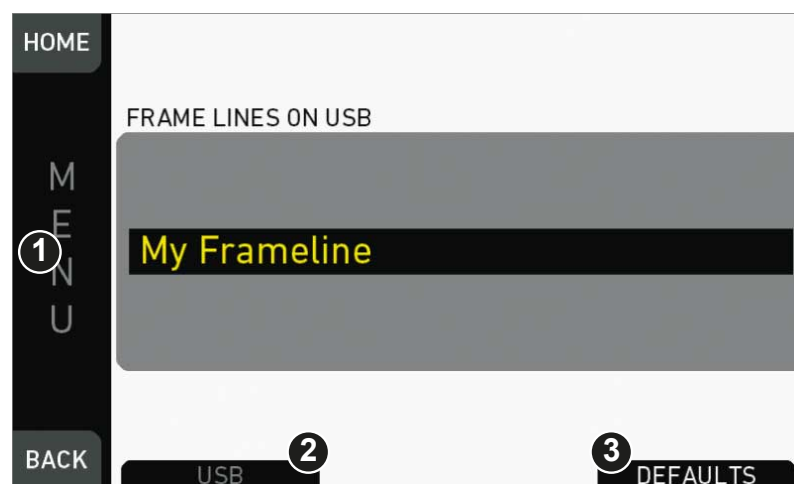 HOME
FRAME LINES ON USB
M
E
N
U
1
My Frameline
BACK
2
USB
3
DEFAULTS